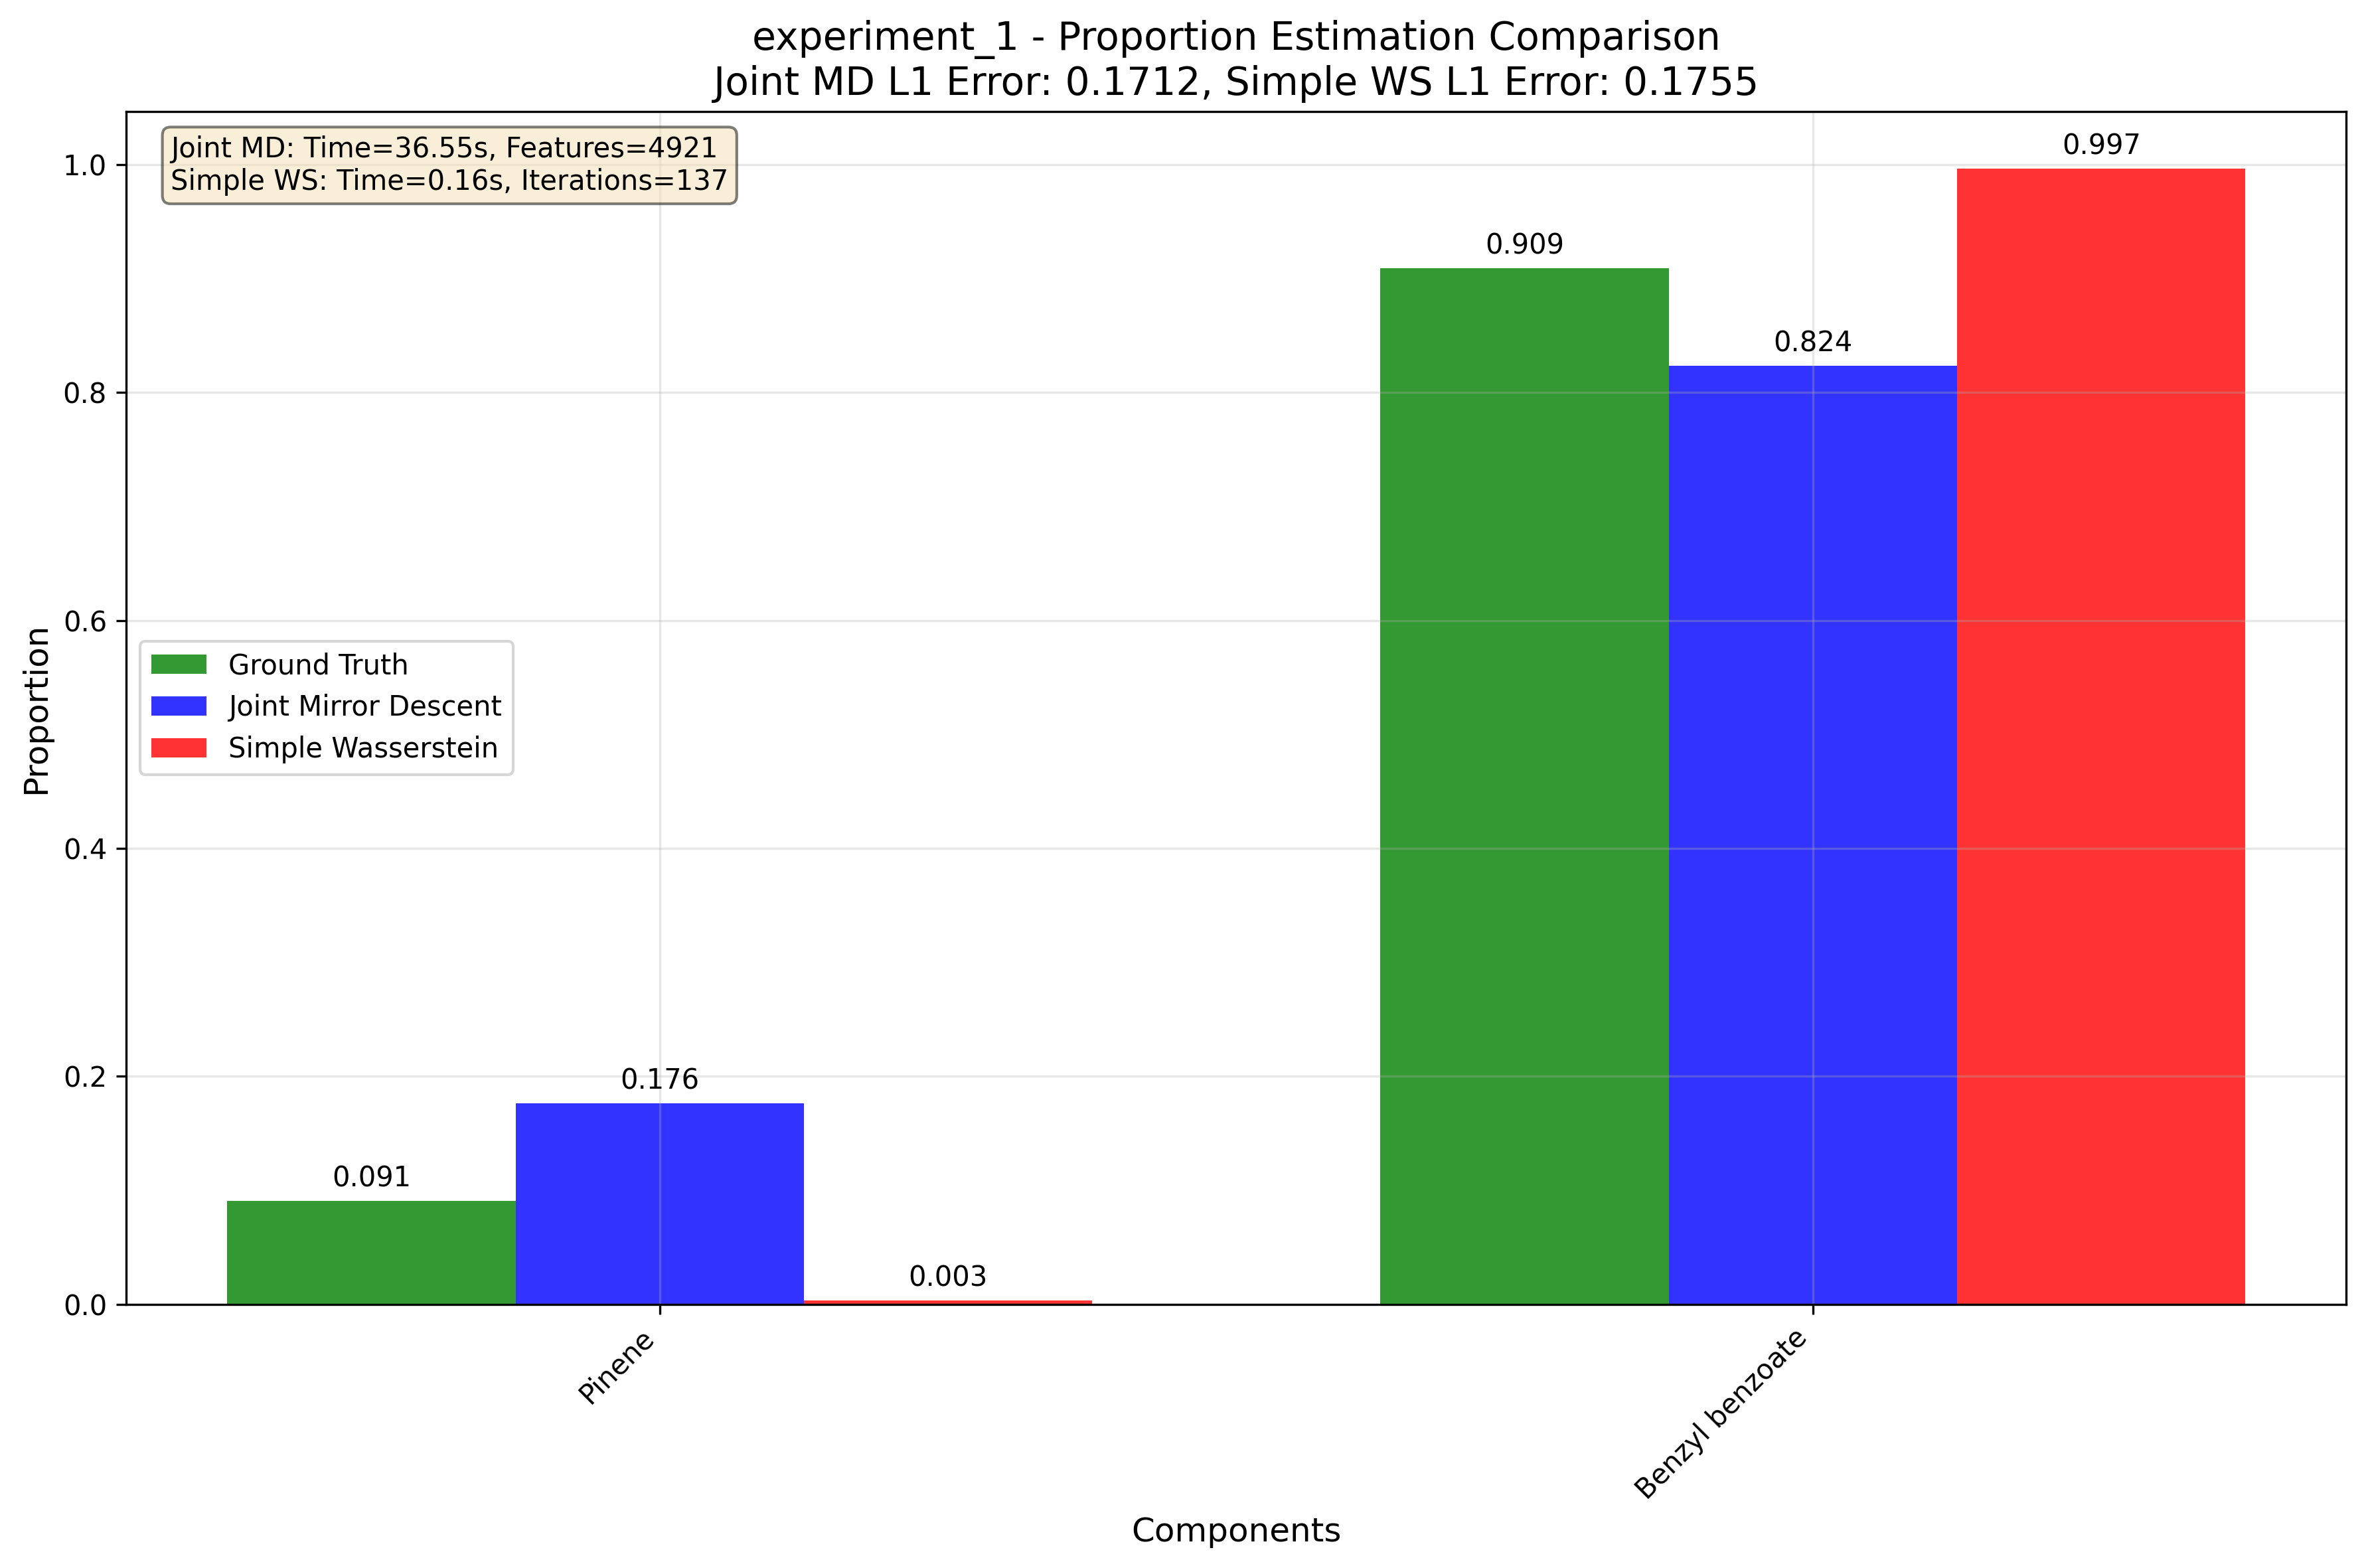 experiment_1 - Proportion Estimation Comparison
Joint MD L1 Error: 0.1712, Simple WS L1 Error: 0.1755
Joint MD: Time=36.55s, Features=4921
Simple WS: Time=0.16s, Iterations=137
1.0
0.8
0.6
0.4
0.2
0.0
Proportion
Ground Truth
Joint Mirror Descent
Simple Wasserstein
0.091
0.176
0.003
0.909
0.824
0.997
Pinene
Benzyl benzoate
Components